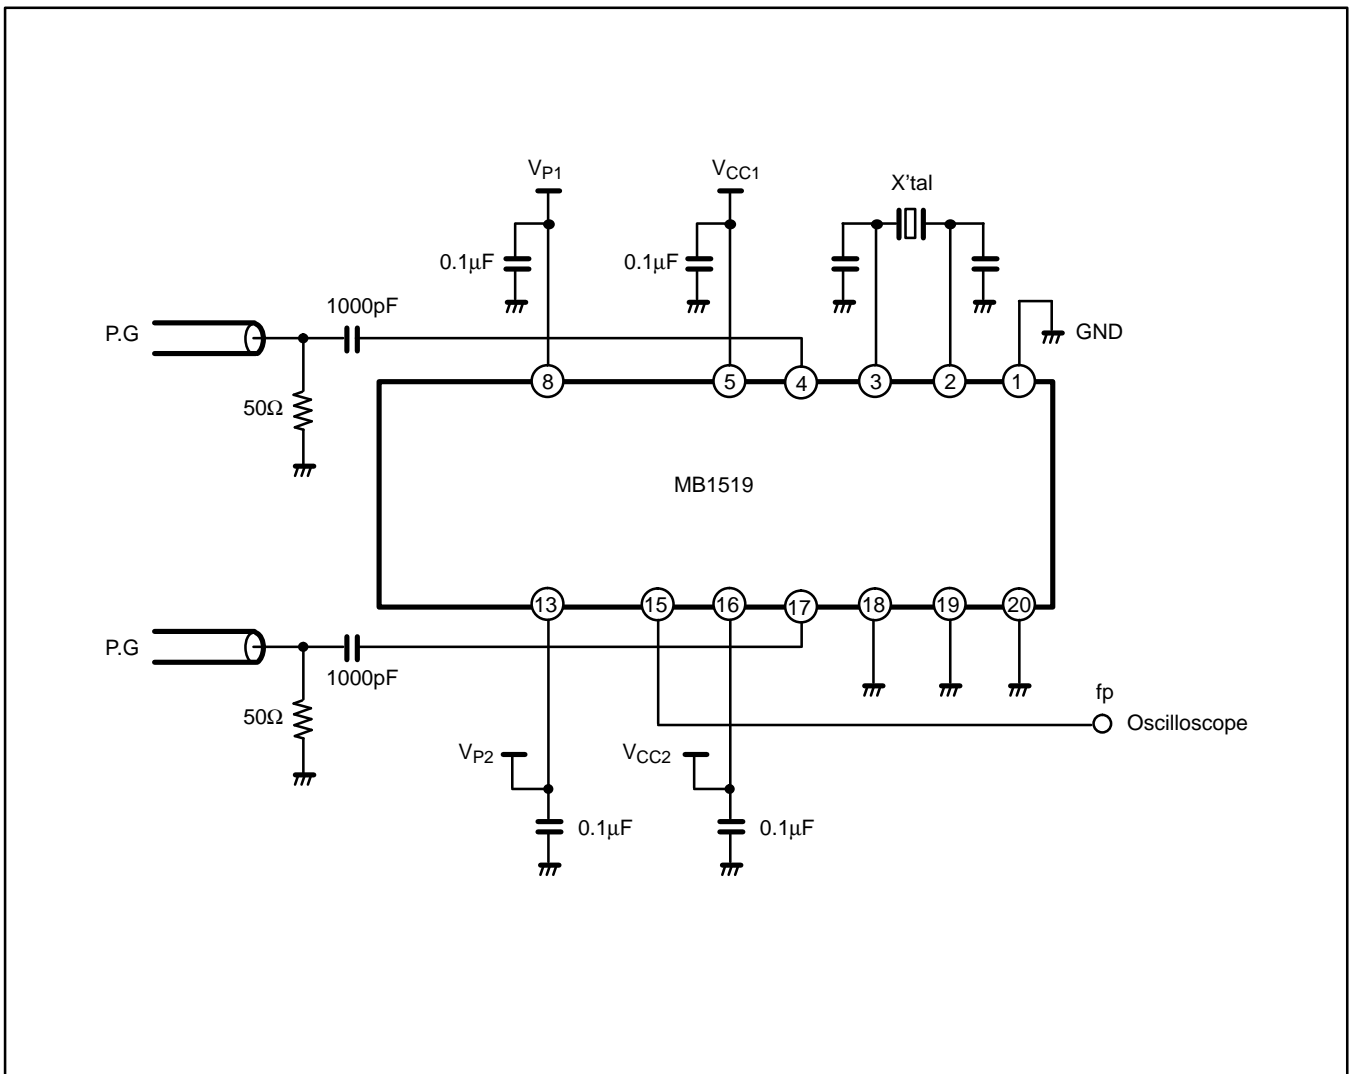 VP1
VCC1
X'tal
0.1μF
0.1μF
1000pF
P.G
GND
50Ω
8
5
4
3
2
1
MB1519
13
15
16
17
18
19
20
P.G
1000pF
50Ω
fp
Oscilloscope
VP2
VCC2
0.1μF
0.1μF